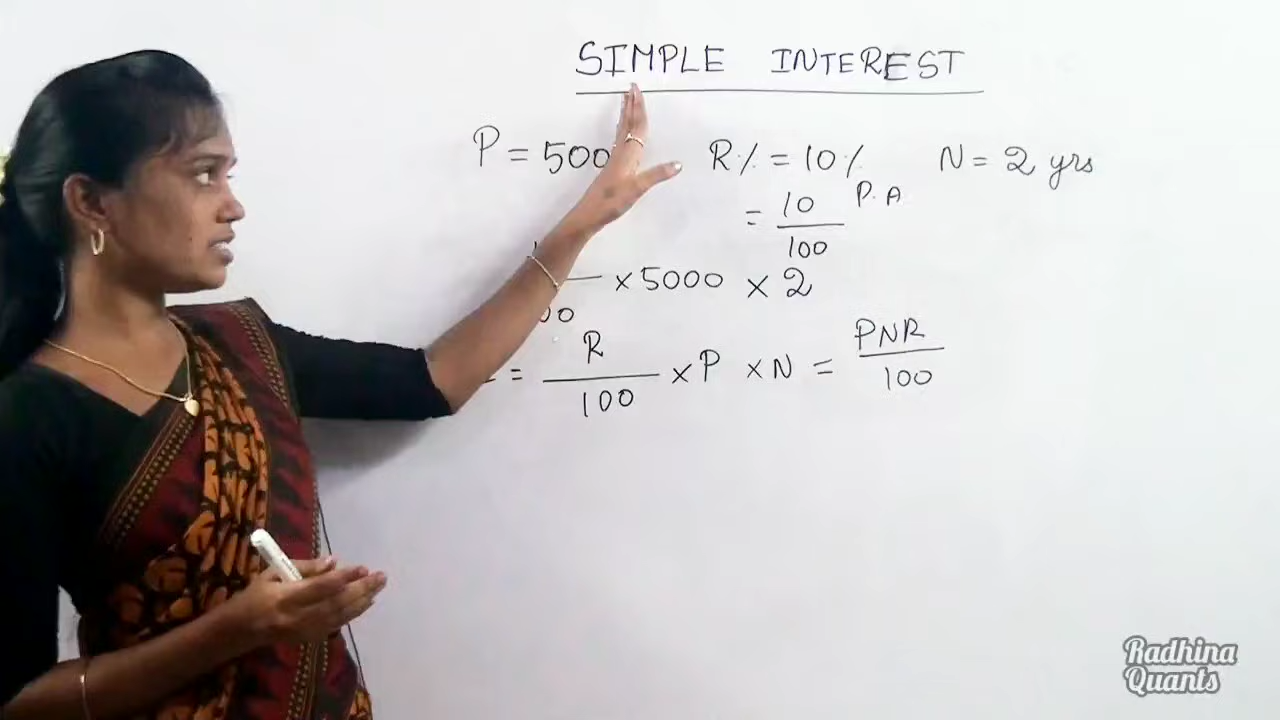 SIMPLE INTEREST
P = 500 R% = 10% N = 2 yrs
= 10/100 P.A
× 5000 × 2
= R/100 × P × N = PNR/100
Radhina
Quants